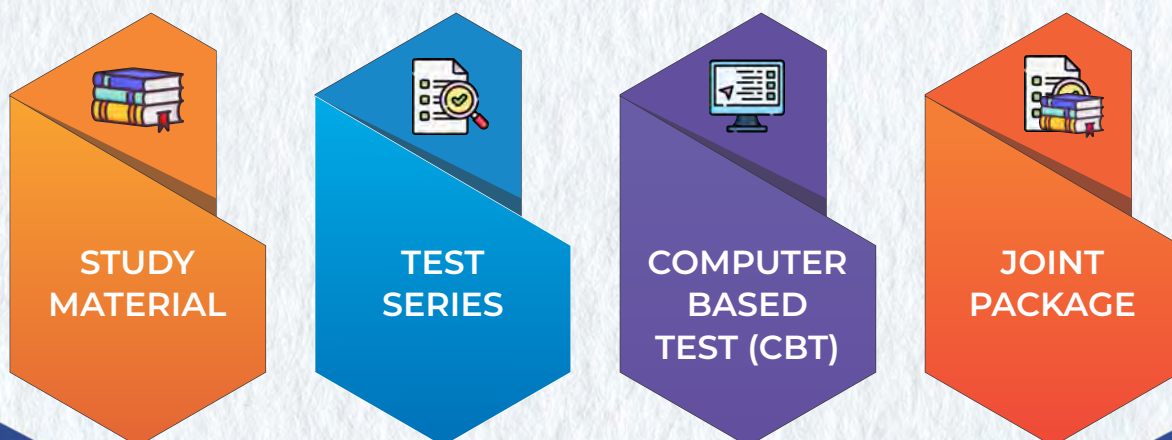 STUDY
MATERIAL
TEST
SERIES
COMPUTER
BASED
TEST (CBT)
JOINT
PACKAGE